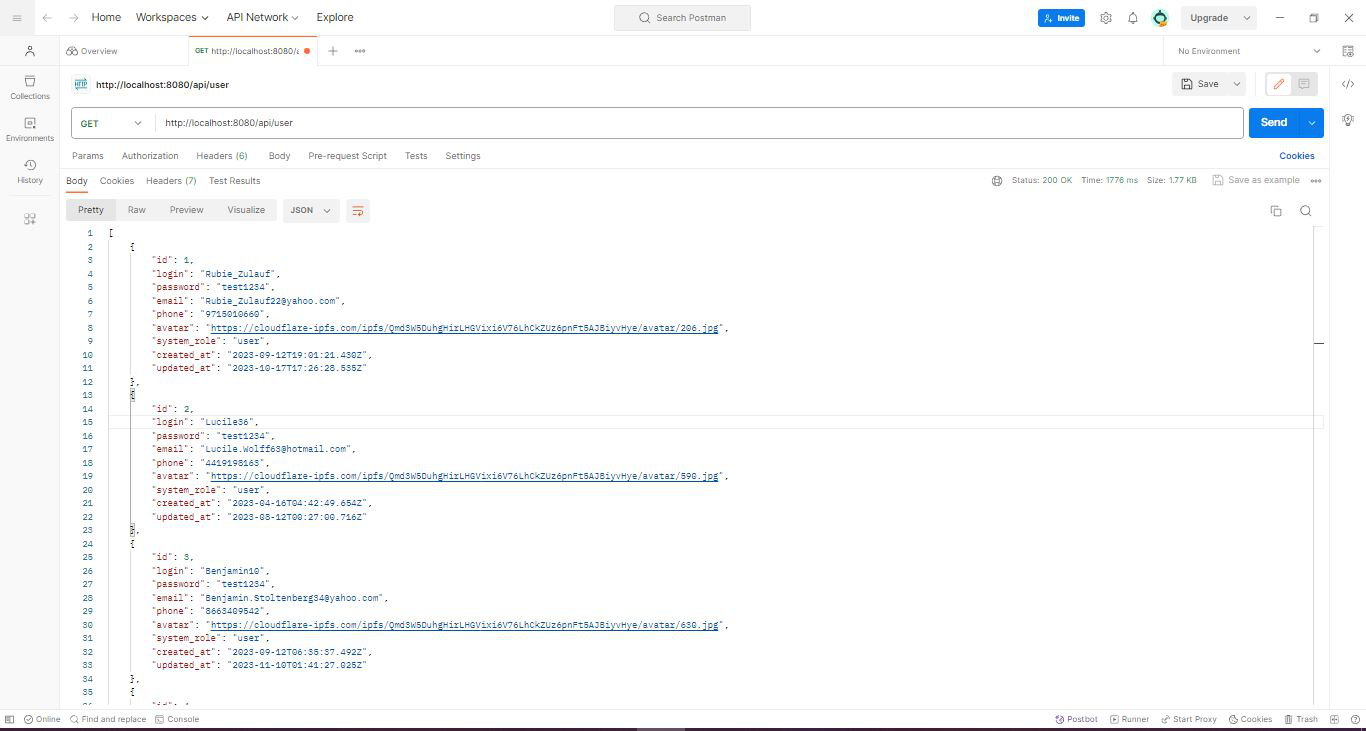 Home Workspaces API Network Explore Search Postman Invite Upgrade
Overview GET http://localhost:8080/a No Environment
HTTP http://localhost:8080/api/user Save
Collections
GET http://localhost:8080/api/user Send
Environments
Params Authorization Headers (6) Body Pre-request Script Tests Settings Cookies
History
Body Cookies Headers (7) Test Results Status: 200 OK Time: 1776 ms Size: 1.77 KB Save as example
Pretty Raw Preview Visualize JSON
1 [
2 {
3 "id": 1,
4 "login": "Rubie_Zulauf",
5 "password": "test1234",
6 "email": "Rubie_Zulauf22@yahoo.com",
7 "phone": "9715010660",
8 "avatar": "https://cloudflare-ipfs.com/ipfs/Qmd3W5DuhgHirLHGVixi6V76LhCkZUz6pnFt5AJBiyvHye/avatar/206.jpg",
9 "system_role": "user",
10 "created_at": "2023-09-12T19:01:21.430Z",
11 "updated_at": "2023-10-17T17:26:28.535Z"
12 },
13 {
14 "id": 2,
15 "login": "Lucile36",
16 "password": "test1234",
17 "email": "Lucile.Wolff63@hotmail.com",
18 "phone": "4419198163",
19 "avatar": "https://cloudflare-ipfs.com/ipfs/Qmd3W5DuhgHirLHGVixi6V76LhCkZUz6pnFt5AJBiyvHye/avatar/590.jpg",
20 "system_role": "user",
21 "created_at": "2023-04-16T04:42:49.654Z",
22 "updated_at": "2023-08-12T00:27:00.716Z"
23 },
24 {
25 "id": 3,
26 "login": "Benjamin10",
27 "password": "test1234",
28 "email": "Benjamin.Stoltenberg34@yahoo.com",
29 "phone": "8663409542",
30 "avatar": "https://cloudflare-ipfs.com/ipfs/Qmd3W5DuhgHirLHGVixi6V76LhCkZUz6pnFt5AJBiyvHye/avatar/630.jpg",
31 "system_role": "user",
32 "created_at": "2023-09-12T06:35:37.492Z",
33 "updated_at": "2023-11-10T01:41:27.025Z"
34 },
35 {
Online Find and replace Console Postbot Runner Start Proxy Cookies Trash